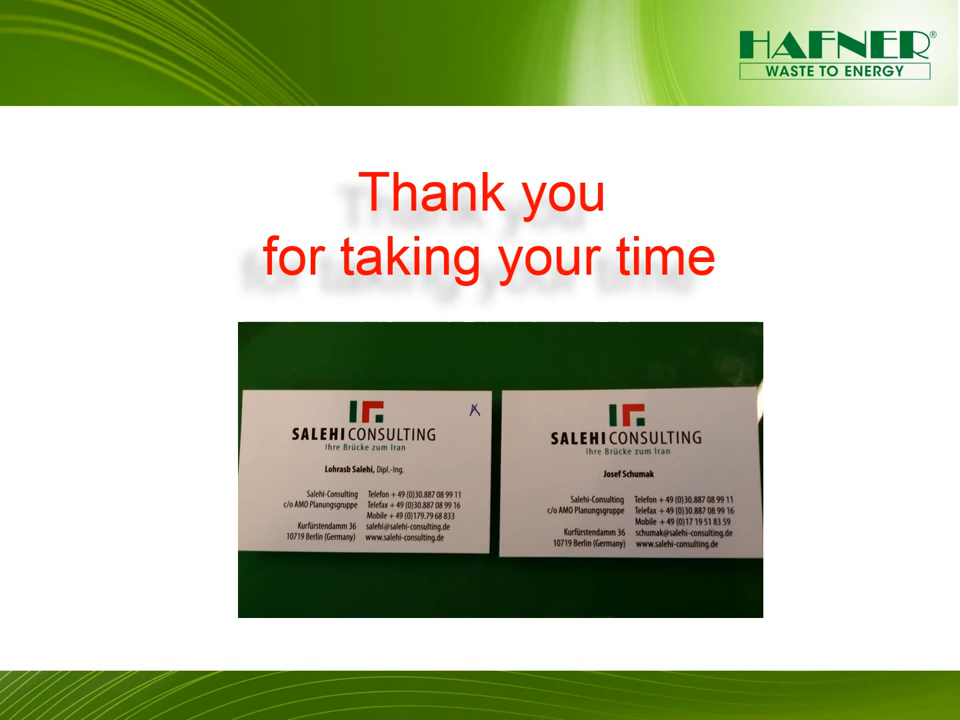 HAFNER®
WASTE TO ENERGY
Thank you
for taking your time
X
SALEHI CONSULTING
Ihre Brücke zum Iran
Lohrasb Salehi, Dipl.-Ing.
Salehi-Consulting Telefon + 49 (0)30.887 08 99 11
c/o AMO Planungsgruppe Telefax + 49 (0)30.887 08 99 16
Mobile + 49 (0)179.79 68 833
Kurfürstendamm 36 salehi@salehi-consulting.de
10719 Berlin (Germany) www.salehi-consulting.de
SALEHI CONSULTING
Ihre Brücke zum Iran
Josef Schumak
Salehi-Consulting Telefon + 49 (0)30.887 08 99 11
c/o AMO Planungsgruppe Telefax + 49 (0)30.887 08 99 16
Mobile + 49 (0)17 19 51 83 59
Kurfürstendamm 36 schumak@salehi-consulting.de
10719 Berlin (Germany) www.salehi-consulting.de